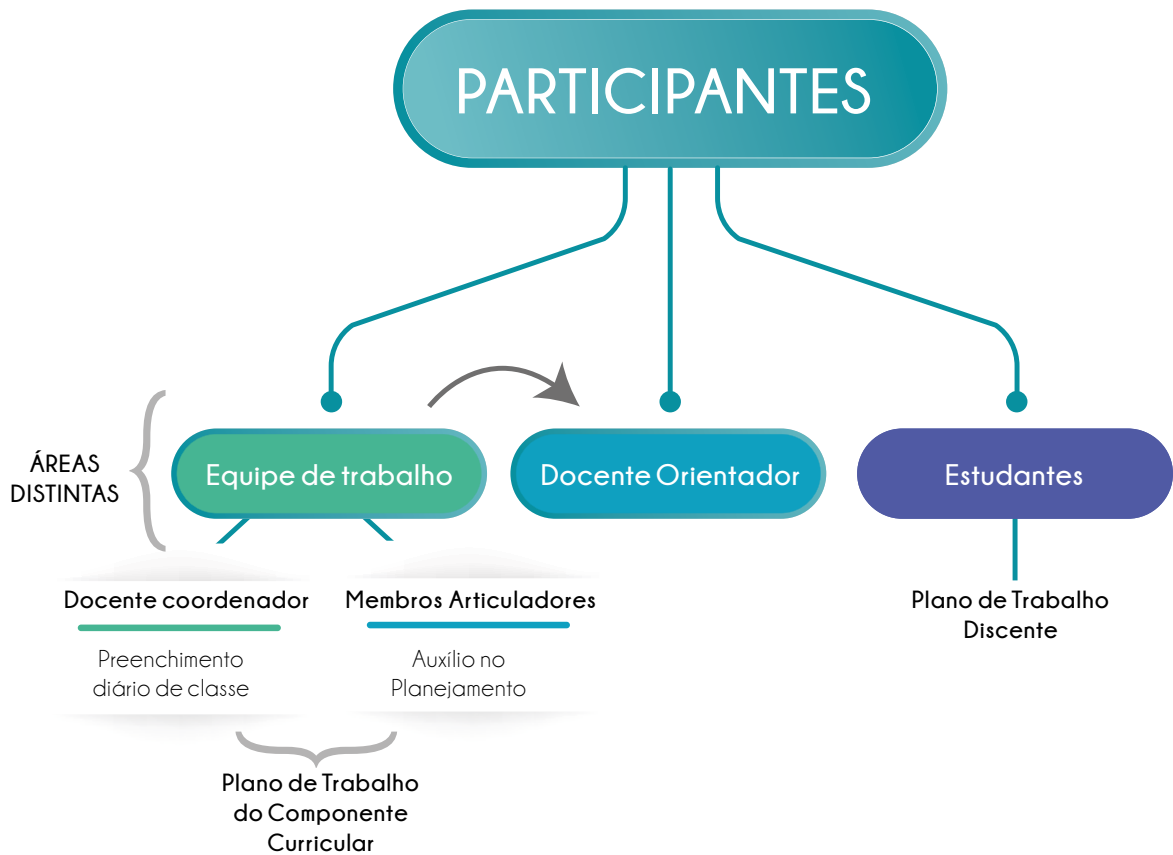 PARTICIPANTES
ÁREAS
DISTINTAS
Equipe de trabalho
Docente Orientador
Estudantes
Docente coordenador
Preenchimento
diário de classe
Membros Articuladores
Auxílio no
Planejamento
Plano de Trabalho
Discente
Plano de Trabalho
do Componente
Curricular